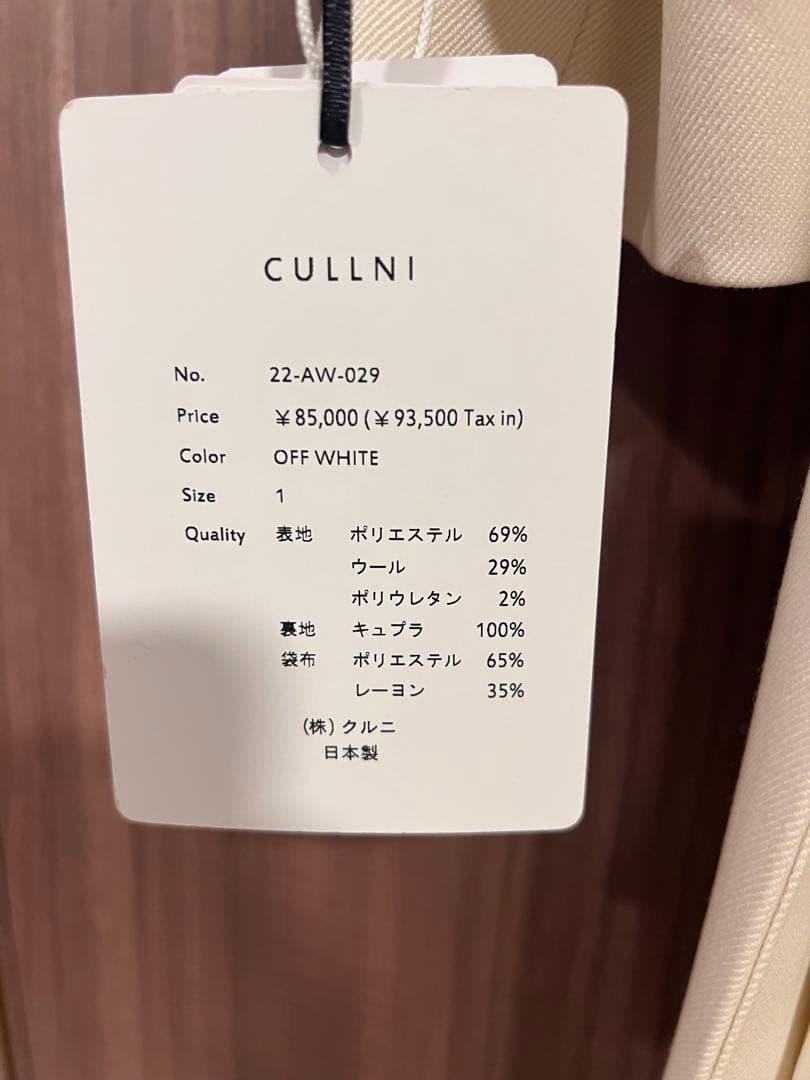 CULLNI
No. 22-AW-029
Price ¥85,000 (¥93,500 Tax in)
Color OFF WHITE
Size 1
Quality 表地 ポリエステル 69%
ウール 29%
ポリウレタン 2%
裏地 キュプラ 100%
袋布 ポリエステル 65%
レーヨン 35%
(株)クルニ
日本製